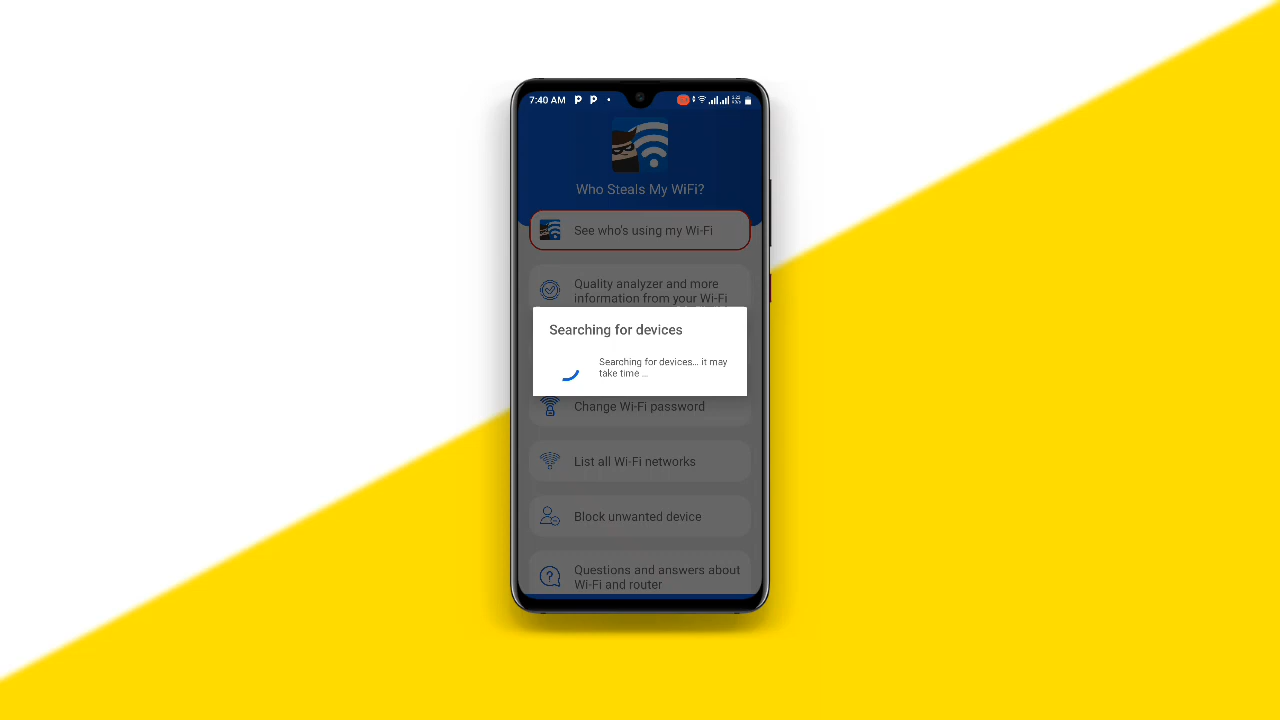 7:40 AM
Who Steals My WiFi?
See who's using my Wi-Fi
Quality analyzer and more
information from your Wi-Fi
Searching for devices
Searching for devices... it may
take time ...
Change Wi-Fi password
List all Wi-Fi networks
Block unwanted device
Questions and answers about
Wi-Fi and router